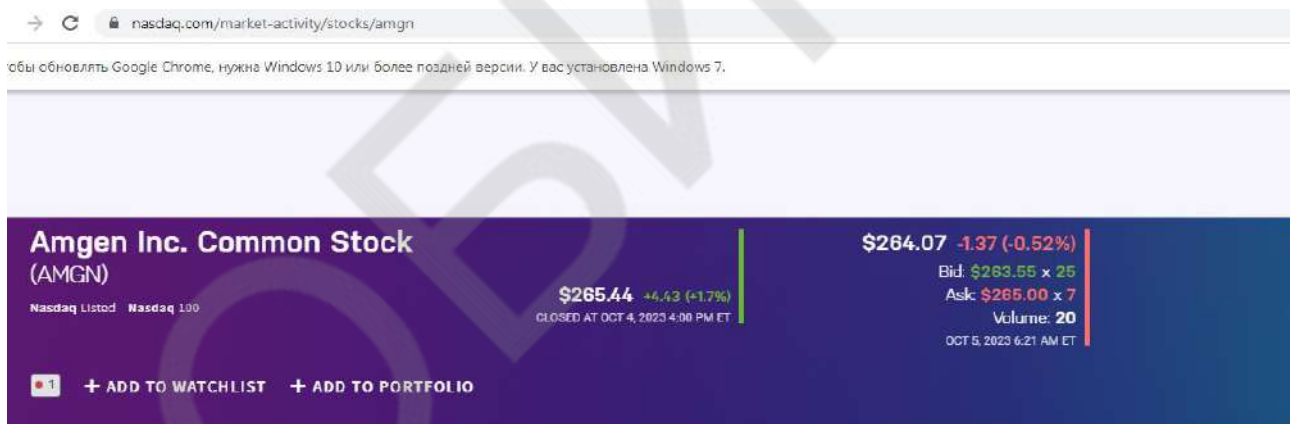 nasdaq.com/market-activity/stocks/amgn
тобы обновлять Google Chrome, нужна Windows 10 или более поздней версии. У вас установлена Windows 7.
Amgen Inc. Common Stock
(AMGN)
Nasdaq Listed Nasdaq 100
$265.44 +4.43 (+1.7%)
CLOSED AT OCT 4, 2023 4:00 PM ET
$264.07 -1.37 (-0.52%)
Bid: $263.55 x 25
Ask: $265.00 x 7
Volume: 20
OCT 5, 2023 6:21 AM ET
1 + ADD TO WATCHLIST + ADD TO PORTFOLIO